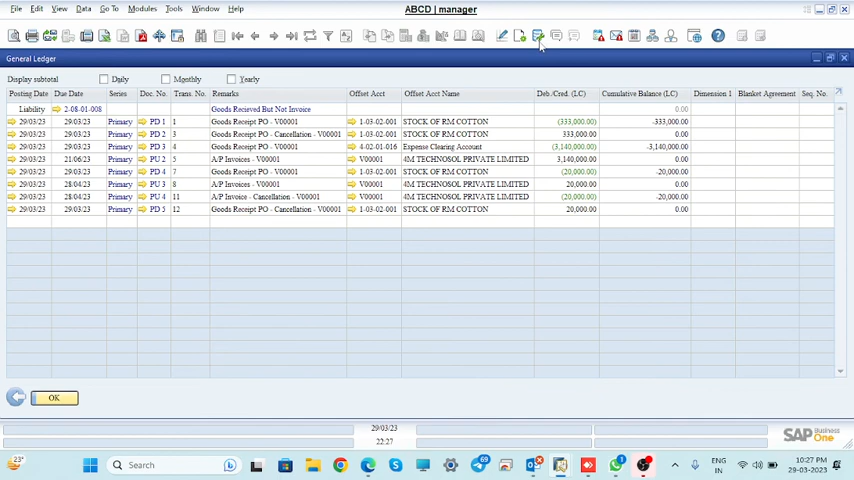 File Edit View Data Go To Modules Tools Window Help
ABCD | manager
General Ledger
Display subtotal Daily Monthly Yearly
Posting Date Due Date Series Doc. No. Trans. No. Remarks Offset Acct Offset Acct Name Deb./Cred. (LC) Cumulative Balance (LC) Dimension 1 Blanket Agreement Seq. No.
Liability 2-08-01-008 Goods Recieved But Not Invoice 0.00
29/03/23 29/03/23 Primary PD 1 1 Goods Receipt PO - V00001 1-03-02-001 STOCK OF RM COTTON (333,000.00) -333,000.00
29/03/23 29/03/23 Primary PD 2 3 Goods Receipt PO - Cancellation - V00001 1-03-02-001 STOCK OF RM COTTON 333,000.00 0.00
29/03/23 29/03/23 Primary PD 3 4 Goods Receipt PO - V00001 4-02-01-016 Expense Clearing Account (3,140,000.00) -3,140,000.00
29/03/23 21/06/23 Primary PU 2 5 A/P Invoices - V00001 V00001 4M TECHNOSOL PRIVATE LIMITED 3,140,000.00 0.00
29/03/23 29/03/23 Primary PD 4 7 Goods Receipt PO - V00001 1-03-02-001 STOCK OF RM COTTON (20,000.00) -20,000.00
29/03/23 28/04/23 Primary PU 3 8 A/P Invoices - V00001 V00001 4M TECHNOSOL PRIVATE LIMITED 20,000.00 0.00
29/03/23 28/04/23 Primary PU 4 11 A/P Invoice - Cancellation - V00001 V00001 4M TECHNOSOL PRIVATE LIMITED (20,000.00) -20,000.00
29/03/23 29/03/23 Primary PD 5 12 Goods Receipt PO - Cancellation - V00001 1-03-02-001 STOCK OF RM COTTON 20,000.00 0.00
OK
29/03/23
22:27
SAP Business One
23° Search 69 1 ENG 10:27 PM
IN 29-03-2023